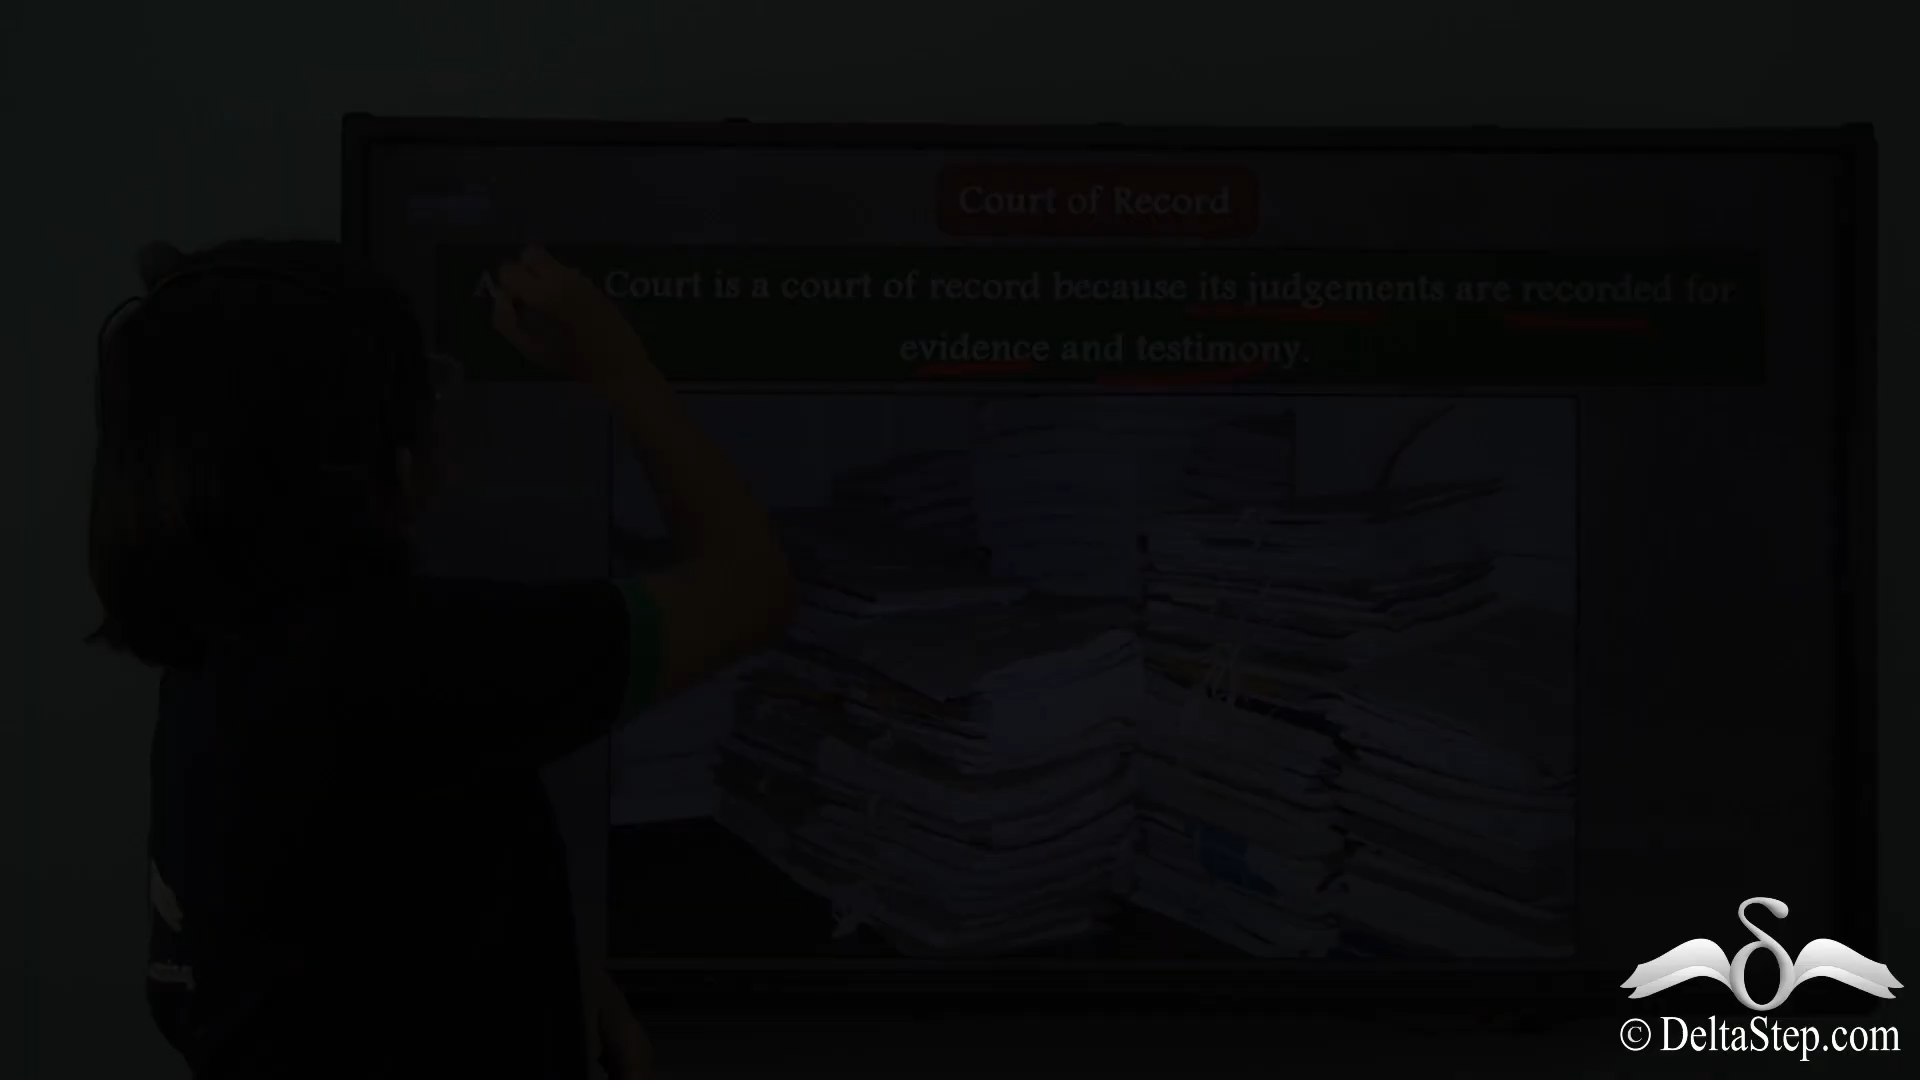 Court of Record
A Court is a court of record because its judgements are recorded for
evidence and testimony.
© DeltaStep.com